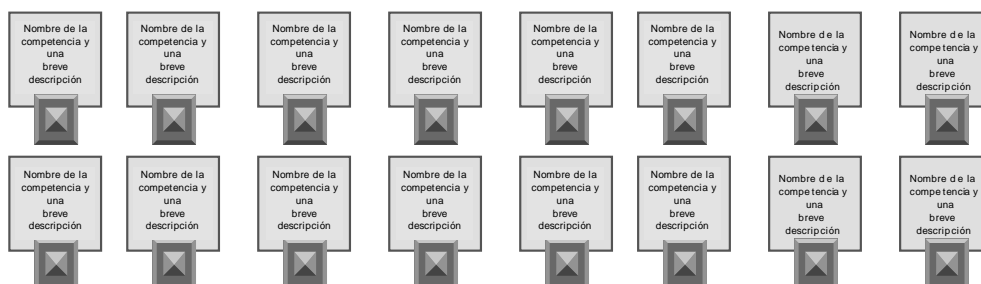 Nombre de la
competencia y
una
breve
descripción
Nombre de la
competencia y
una
breve
descripción
Nombre de la
competencia y
una
breve
descripción
Nombre de la
competencia y
una
breve
descripción
Nombre de la
competencia y
una
breve
descripción
Nombre de la
competencia y
una
breve
descripción
Nombre de la
competencia y
una
breve
descripción
Nombre de la
competencia y
una
breve
descripción
Nombre de la
competencia y
una
breve
descripción
Nombre de la
competencia y
una
breve
descripción
Nombre de la
competencia y
una
breve
descripción
Nombre de la
competencia y
una
breve
descripción
Nombre de la
competencia y
una
breve
descripción
Nombre de la
competencia y
una
breve
descripción
Nombre de la
competencia y
una
breve
descripción
Nombre de la
competencia y
una
breve
descripción